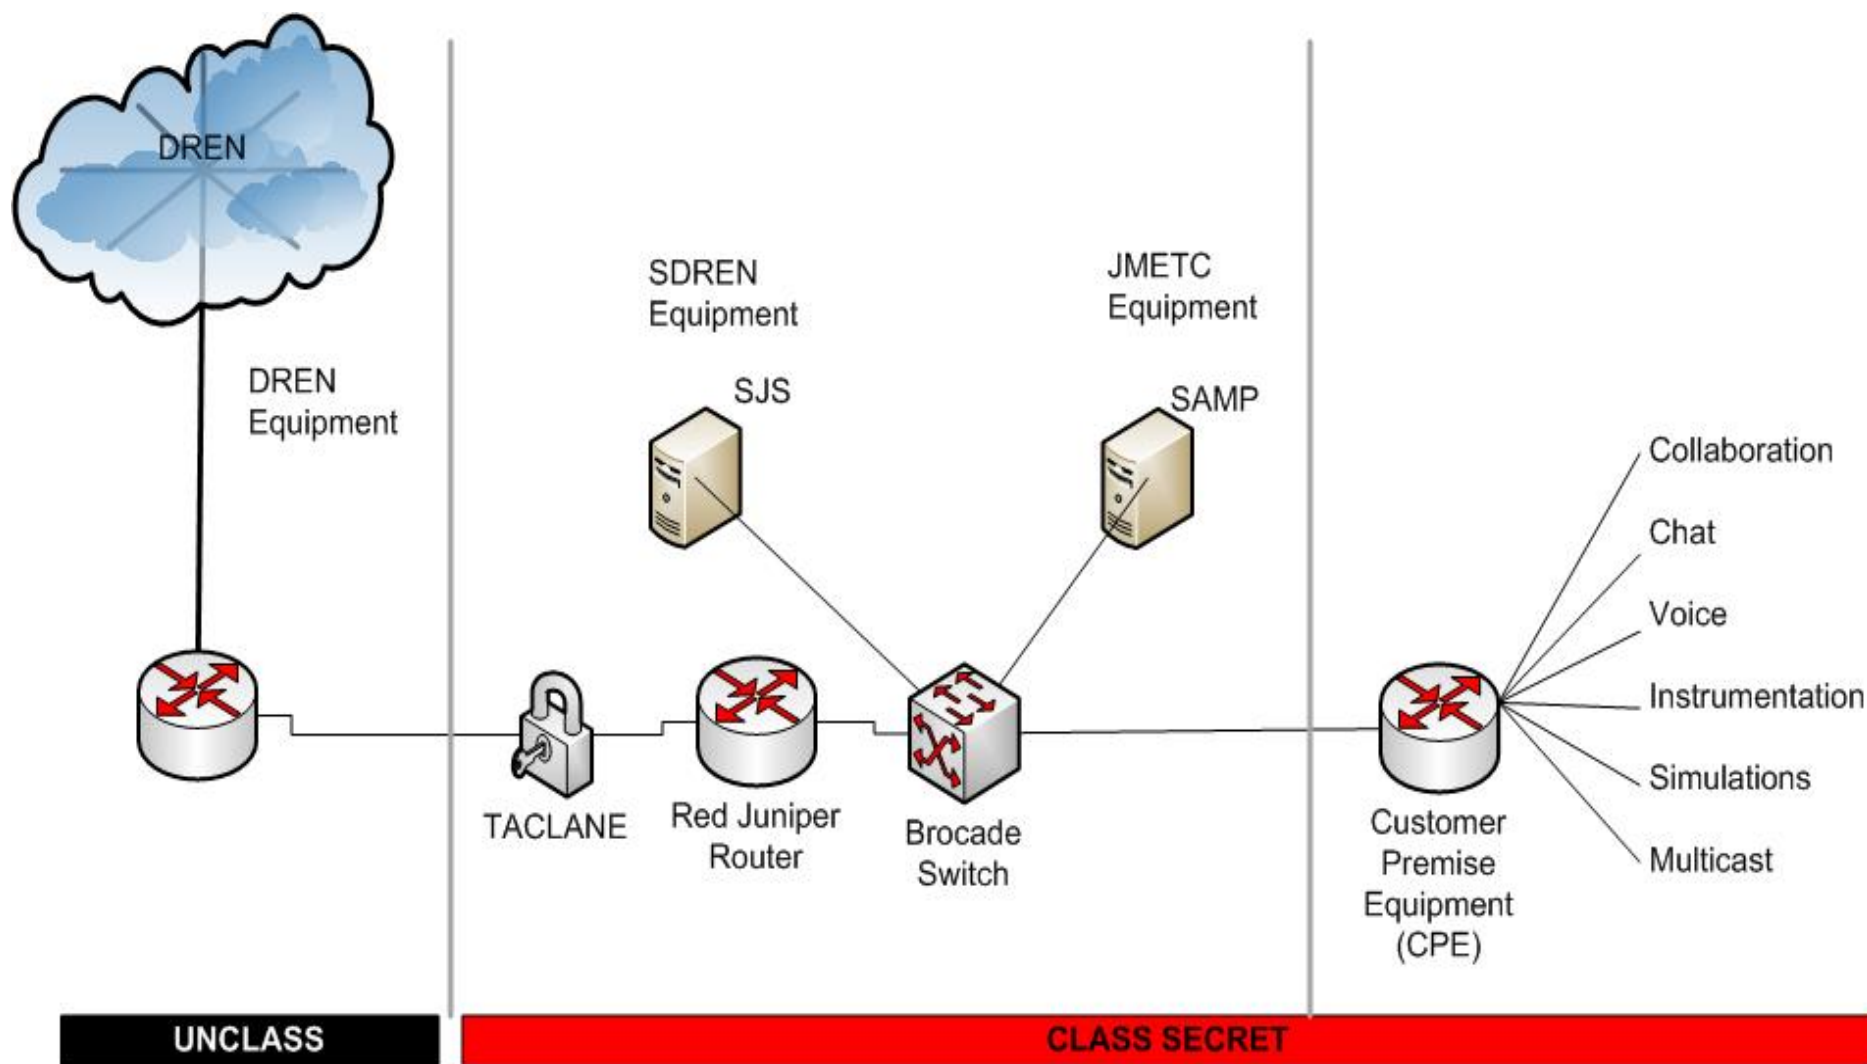 DREN
DREN
Equipment
SDREN
Equipment
SJS
JMETC
Equipment
SAMP
TACLANE
Red Juniper
Router
Brocade
Switch
Customer
Premise
Equipment
(CPE)
Collaboration
Chat
Voice
Instrumentation
Simulations
Multicast
UNCLASS
CLASS SECRET